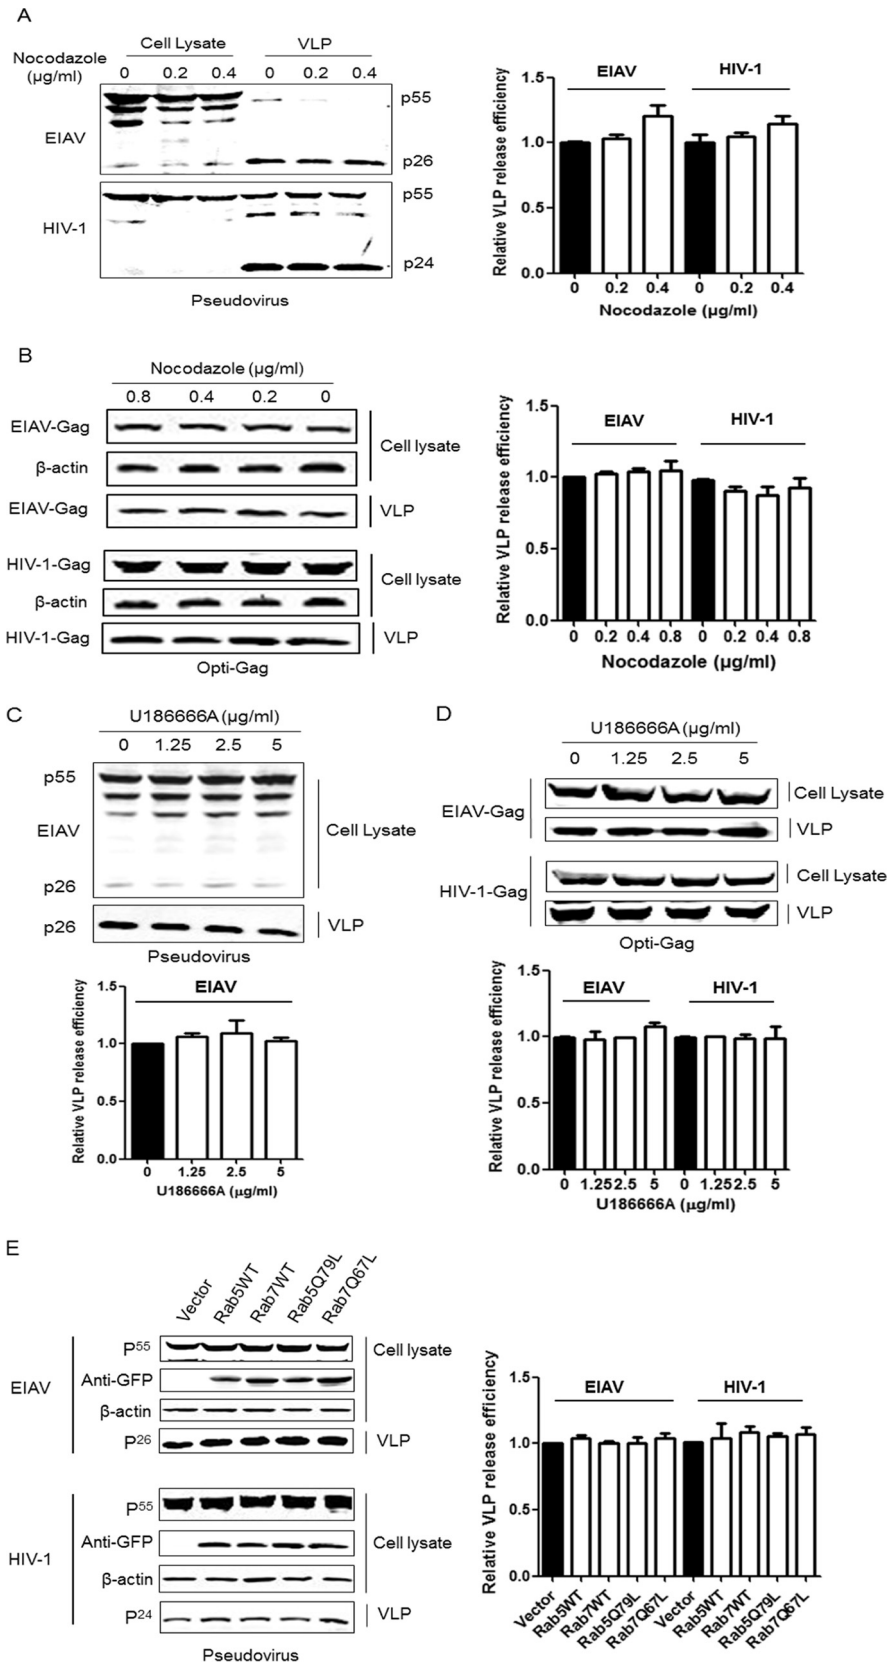 A
Cell Lysate VLP
Nocodazole (µg/ml)
0 0.2 0.4 0 0.2 0.4
EIAV
p55
p26
HIV-1
p55
p24
Pseudovirus
Relative VLP release efficiency
1.5
1.0
0.5
0.0
EIAV HIV-1
0 0.2 0.4 0 0.2 0.4
Nocodazole (µg/ml)
B
Nocodazole (µg/ml)
0.8 0.4 0.2 0
EIAV-Gag
β-actin
Cell lysate
EIAV-Gag VLP
HIV-1-Gag
β-actin
Cell lysate
HIV-1-Gag VLP
Opti-Gag
Relative VLP release efficiency
1.5
1.0
0.5
0.0
EIAV HIV-1
0 0.2 0.4 0.8 0 0.2 0.4 0.8
Nocodazole (µg/ml)
C
U186666A (µg/ml)
0 1.25 2.5 5
p55
EIAV
p26
Cell Lysate
p26 VLP
Pseudovirus
Relative VLP release efficiency
1.5
1.0
0.5
0.0
EIAV
0 1.25 2.5 5
U186666A (µg/ml)
D
U186666A (µg/ml)
0 1.25 2.5 5
EIAV-Gag
Cell Lysate
VLP
HIV-1-Gag
Cell Lysate
VLP
Opti-Gag
Relative VLP release efficiency
1.5
1.0
0.5
0.0
EIAV HIV-1
0 1.25 2.5 5 0 1.25 2.5 5
U186666A (µg/ml)
E
Vector Rab5WT Rab7WT Rab5Q79L Rab7Q67L
EIAV
P55
Anti-GFP
β-actin
Cell lysate
P26 VLP
HIV-1
P55
Anti-GFP
β-actin
Cell lysate
P24 VLP
Pseudovirus
Relative VLP release efficiency
1.5
1.0
0.5
0.0
EIAV HIV-1
Vector Rab5WT Rab7WT Rab5Q79L Rab7Q67L Vector Rab5WT Rab7WT Rab5Q79L Rab7Q67L